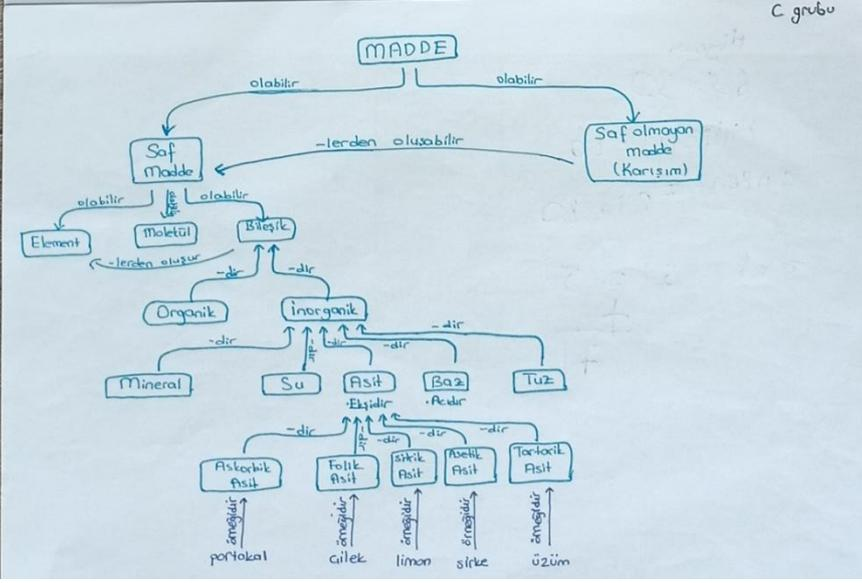 C grubu
MADDE
olabilir
olabilir
Saf
Madde
-lerden oluşabilir
Saf olmayan
madde
(Karışım)
olabilir
olabilir
Element
Molekül
Bileşik
-lerden oluşur
-dir
-dir
Organik
İnorganik
-dir
-dir
-dir
-dir
-dir
Mineral
Su
Asit
Baz
Tuz
•Ekşidir
•Acıdır
-dir
-dir
-dir
-dir
-dir
Askorbik
Asit
Folik
Asit
Sitrik
Asit
Asetik
Asit
Tartarik
Asit
örneğidir
örneğidir
örneğidir
örneğidir
örneğidir
portakal
Çilek
limon
sirke
üzüm